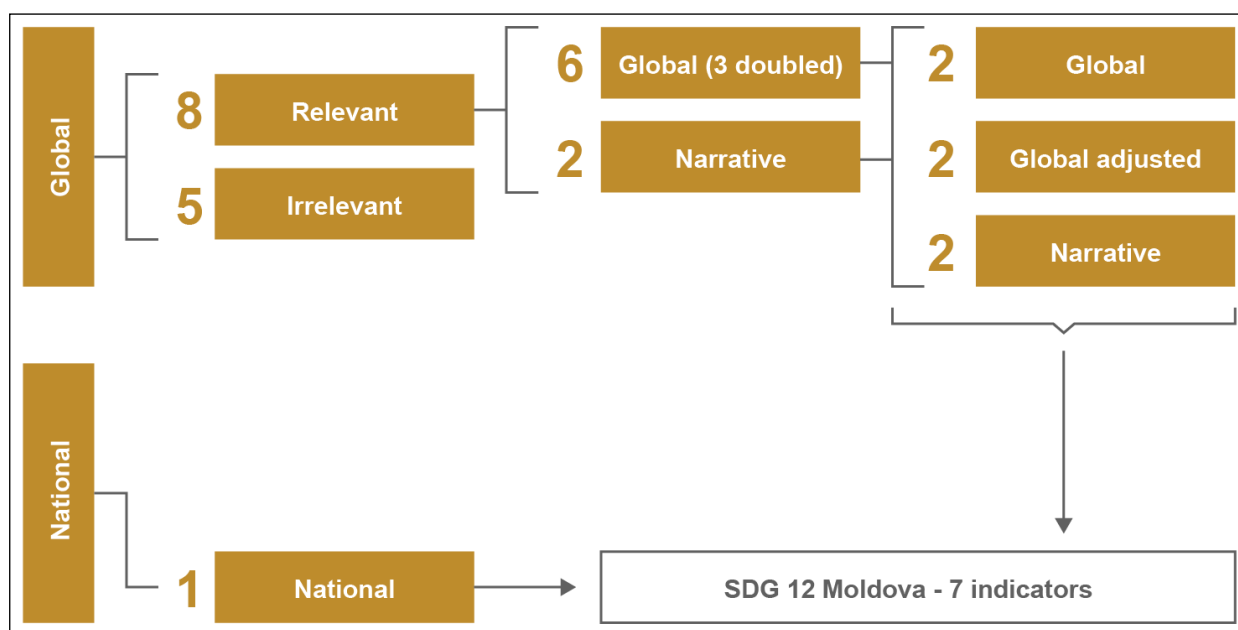 Global
8
Relevant
5
Irrelevant
6
Global (3 doubled)
2
Narrative
2
Global
2
Global adjusted
2
Narrative
National
1
National
SDG 12 Moldova - 7 indicators